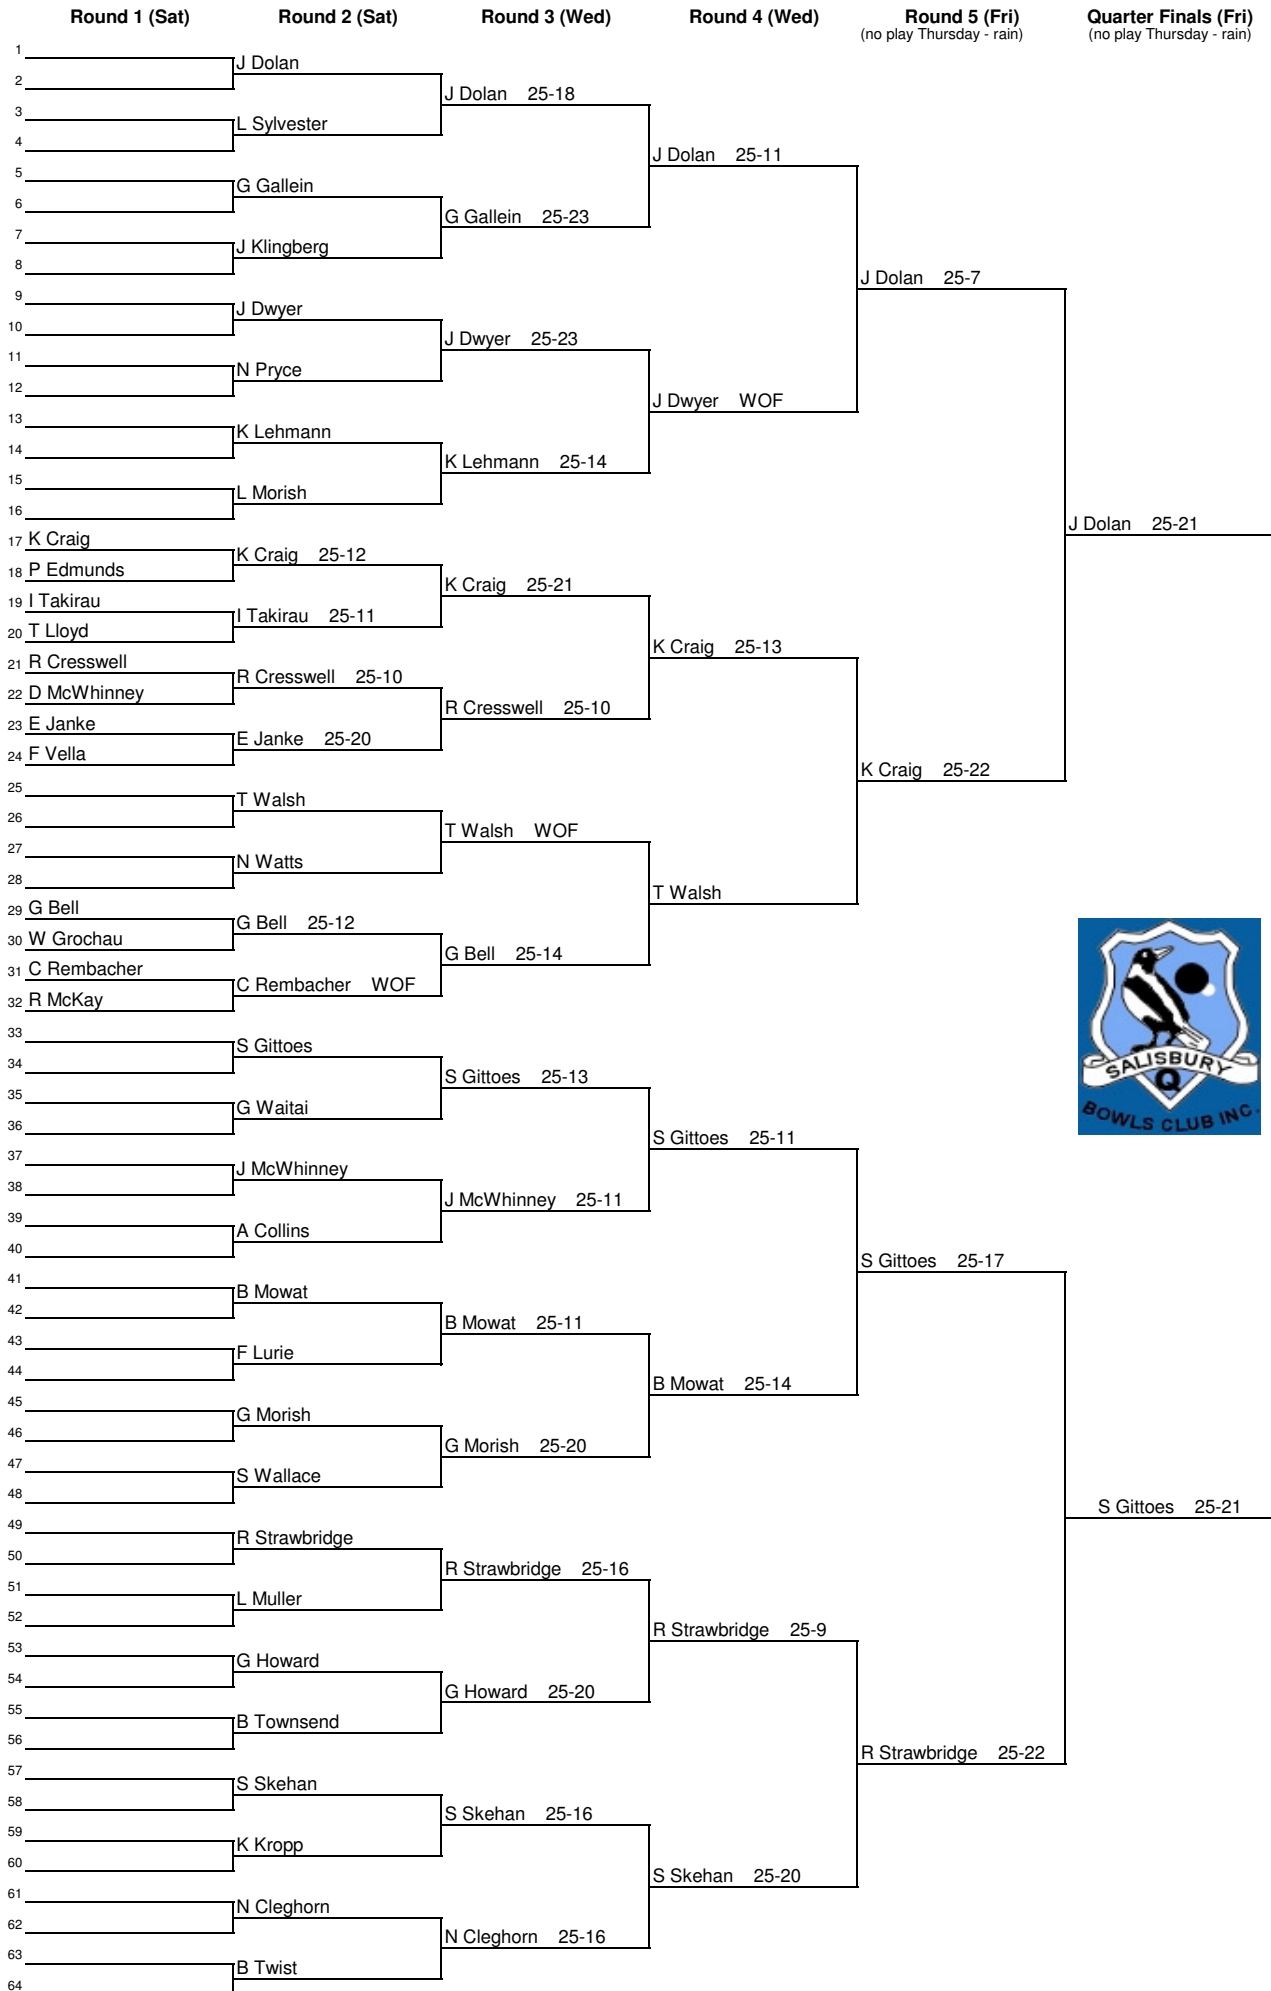 Round 1 (Sat) Round 2 (Sat) Round 3 (Wed) Round 4 (Wed) Round 5 (Fri) Quarter Finals (Fri)
(no play Thursday - rain) (no play Thursday - rain)
1
J Dolan
2
J Dolan 25-18
3
L Sylvester
4
J Dolan 25-11
5
G Gallein
6
G Gallein 25-23
7
J Klingberg
8
J Dolan 25-7
9
J Dwyer
10
J Dwyer 25-23
11
N Pryce
12
J Dwyer WOF
13
K Lehmann
14
K Lehmann 25-14
15
L Morish
16
J Dolan 25-21
17 K Craig
K Craig 25-12
18 P Edmunds
K Craig 25-21
19 I Takirau
I Takirau 25-11
20 T Lloyd
K Craig 25-13
21 R Cresswell
R Cresswell 25-10
22 D McWhinney
R Cresswell 25-10
23 E Janke
E Janke 25-20
24 F Vella
K Craig 25-22
25
T Walsh
26
T Walsh WOF
27
N Watts
28
T Walsh
29 G Bell
G Bell 25-12
30 W Grochau
G Bell 25-14
31 C Rembacher
C Rembacher WOF
32 R McKay
SALISBURY
Q
BOWLS CLUB INC.
33
S Gittoes
34
S Gittoes 25-13
35
G Waitai
36
S Gittoes 25-11
37
J McWhinney
38
J McWhinney 25-11
39
A Collins
40
S Gittoes 25-17
41
B Mowat
42
B Mowat 25-11
43
F Lurie
44
B Mowat 25-14
45
G Morish
46
G Morish 25-20
47
S Wallace
48
S Gittoes 25-21
49
R Strawbridge
50
R Strawbridge 25-16
51
L Muller
52
R Strawbridge 25-9
53
G Howard
54
G Howard 25-20
55
B Townsend
56
R Strawbridge 25-22
57
S Skehan
58
S Skehan 25-16
59
K Kropp
60
S Skehan 25-20
61
N Cleghorn
62
N Cleghorn 25-16
63
B Twist
64